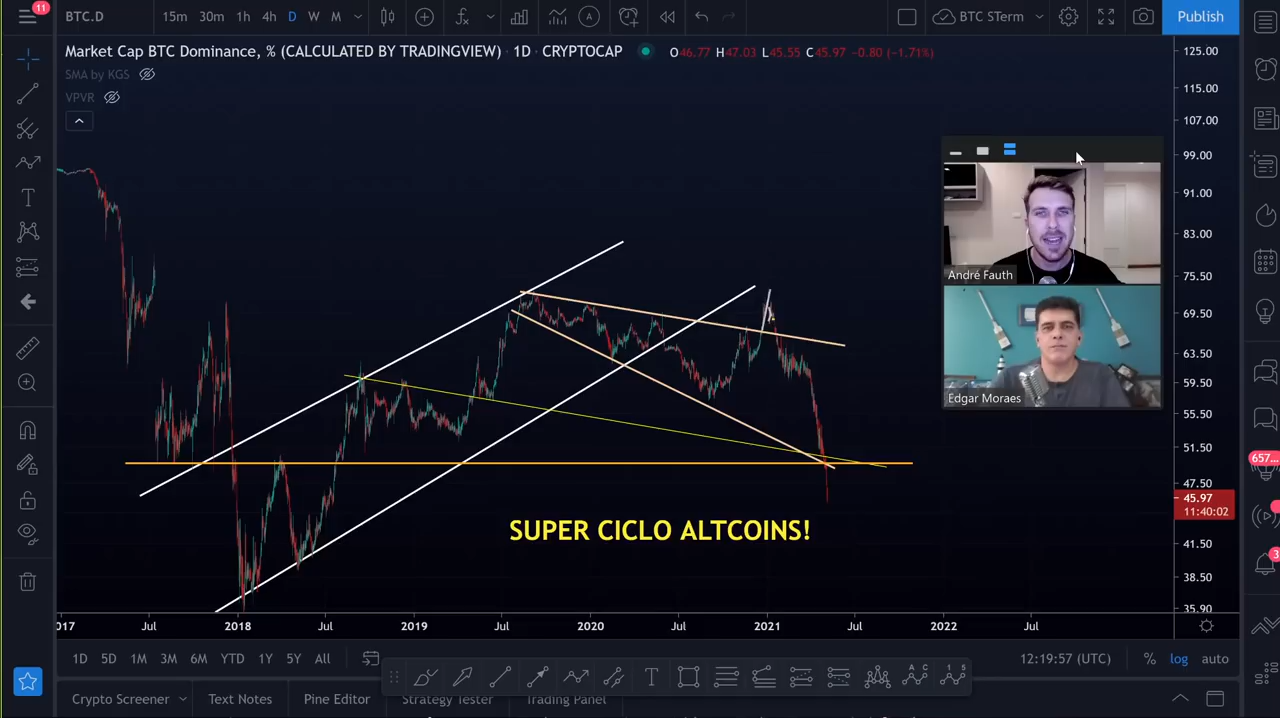 11
BTC.D
15m 30m 1h 4h D W M
BTC STerm
Publish
Market Cap BTC Dominance, % (CALCULATED BY TRADINGVIEW) · 1D · CRYPTOCAP
O46.77 H47.03 L45.55 C45.97 -0.80 (-1.71%)
SMA by KGS
VPVR
125.00
115.00
107.00
99.00
91.00
83.00
75.50
69.50
63.50
59.50
55.50
51.50
47.50
45.97
11:40:02
41.50
38.50
35.90
André Fauth
Edgar Moraes
657...
3
SUPER CICLO ALTCOINS!
017 Jul 2018 Jul 2019 Jul 2020 Jul 2021 Jul 2022 Jul
1D 5D 1M 3M 6M YTD 1Y 5Y All
12:19:57 (UTC) % log auto
Crypto Screener Text Notes Pine Editor Strategy Tester Trading Panel